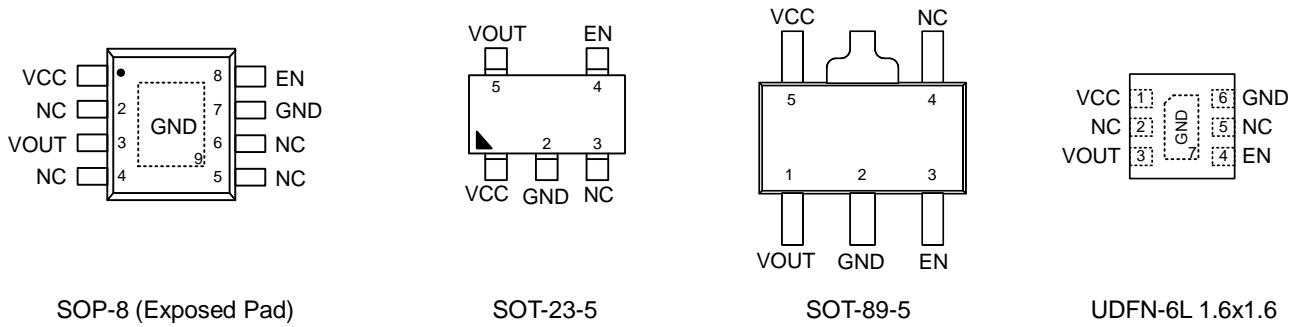 VCC
NC
VOUT
NC
2
3
4
GND
9
8
7
6
5
EN
GND
NC
NC
SOP-8 (Exposed Pad)
VOUT EN
5 4
2 3
VCC GND NC
SOT-23-5
VCC NC
5 4
1 2 3
VOUT GND EN
SOT-89-5
VCC 1 6 GND
NC 2 5 NC
VOUT 3 4 EN
GND
7
UDFN-6L 1.6x1.6